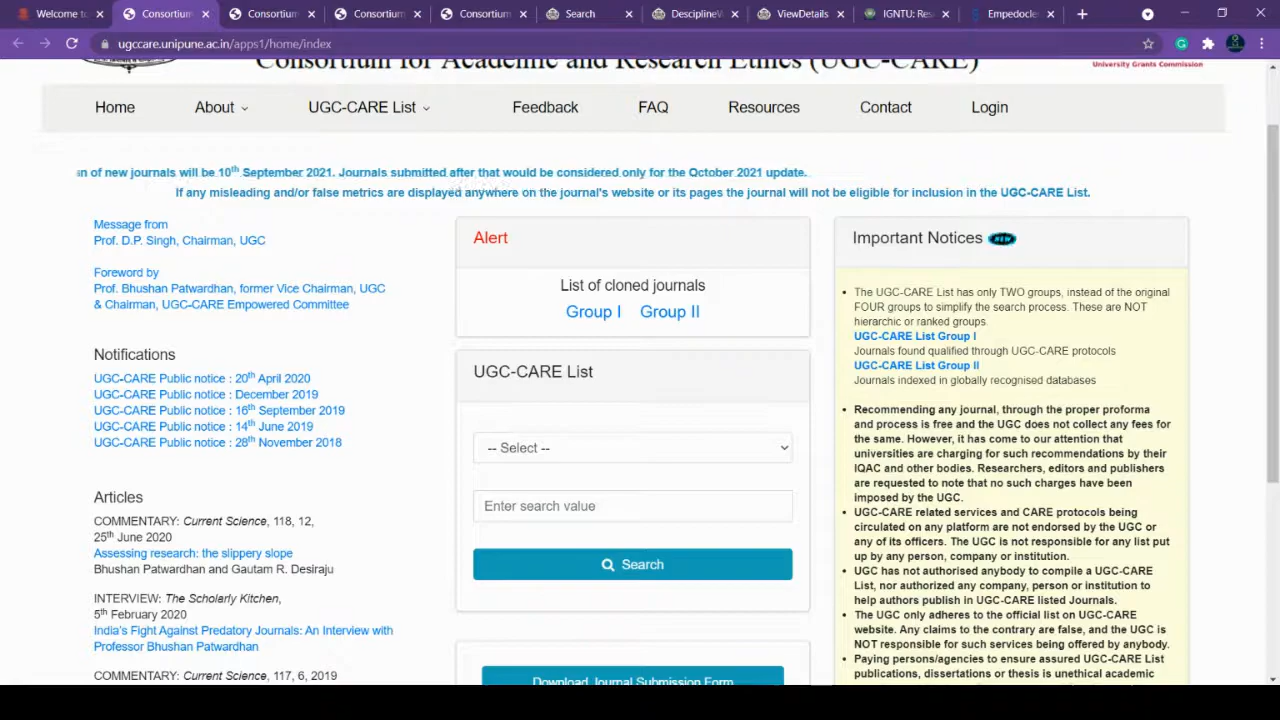 Welcome to
Consortium
Consortium
Consortium
Consortium
Search
DesciplineW
ViewDetails
IGNTU: Res
Empedocle
ugccare.unipune.ac.in/apps1/home/index
Consortium for Academic and Research Ethics (UGC-CARE)
University Grants Commission
Home About UGC-CARE List Feedback FAQ Resources Contact Login
n of new journals will be 10th September 2021. Journals submitted after that would be considered only for the October 2021 update.
If any misleading and/or false metrics are displayed anywhere on the journal's website or its pages the journal will not be eligible for inclusion in the UGC-CARE List.
Message from
Prof. D.P. Singh, Chairman, UGC
Foreword by
Prof. Bhushan Patwardhan, former Vice Chairman, UGC
& Chairman, UGC-CARE Empowered Committee
Notifications
UGC-CARE Public notice : 20th April 2020
UGC-CARE Public notice : December 2019
UGC-CARE Public notice : 16th September 2019
UGC-CARE Public notice : 14th June 2019
UGC-CARE Public notice : 28th November 2018
Articles
COMMENTARY: Current Science, 118, 12,
25th June 2020
Assessing research: the slippery slope
Bhushan Patwardhan and Gautam R. Desiraju
INTERVIEW: The Scholarly Kitchen,
5th February 2020
India's Fight Against Predatory Journals: An Interview with
Professor Bhushan Patwardhan
COMMENTARY: Current Science, 117, 6, 2019
Alert
List of cloned journals
Group I Group II
UGC-CARE List
-- Select --
Enter search value
Search
Download Journal Submission Form
Important Notices NEW
The UGC-CARE List has only TWO groups, instead of the original
FOUR groups to simplify the search process. These are NOT
hierarchic or ranked groups.
UGC-CARE List Group I
Journals found qualified through UGC-CARE protocols
UGC-CARE List Group II
Journals indexed in globally recognised databases
Recommending any journal, through the proper proforma
and process is free and the UGC does not collect any fees for
the same. However, it has come to our attention that
universities are charging for such recommendations by their
IQAC and other bodies. Researchers, editors and publishers
are requested to note that no such charges have been
imposed by the UGC.
UGC-CARE related services and CARE protocols being
circulated on any platform are not endorsed by the UGC or
any of its officers. The UGC is not responsible for any list put
up by any person, company or institution.
UGC has not authorised anybody to compile a UGC-CARE
List, nor authorized any company, person or institution to
help authors publish in UGC-CARE listed Journals.
The UGC only adheres to the official list on UGC-CARE
website. Any claims to the contrary are false, and the UGC is
NOT responsible for such services being offered by anybody.
Paying persons/agencies to ensure assured UGC-CARE List
publications, dissertations or thesis is unethical academic